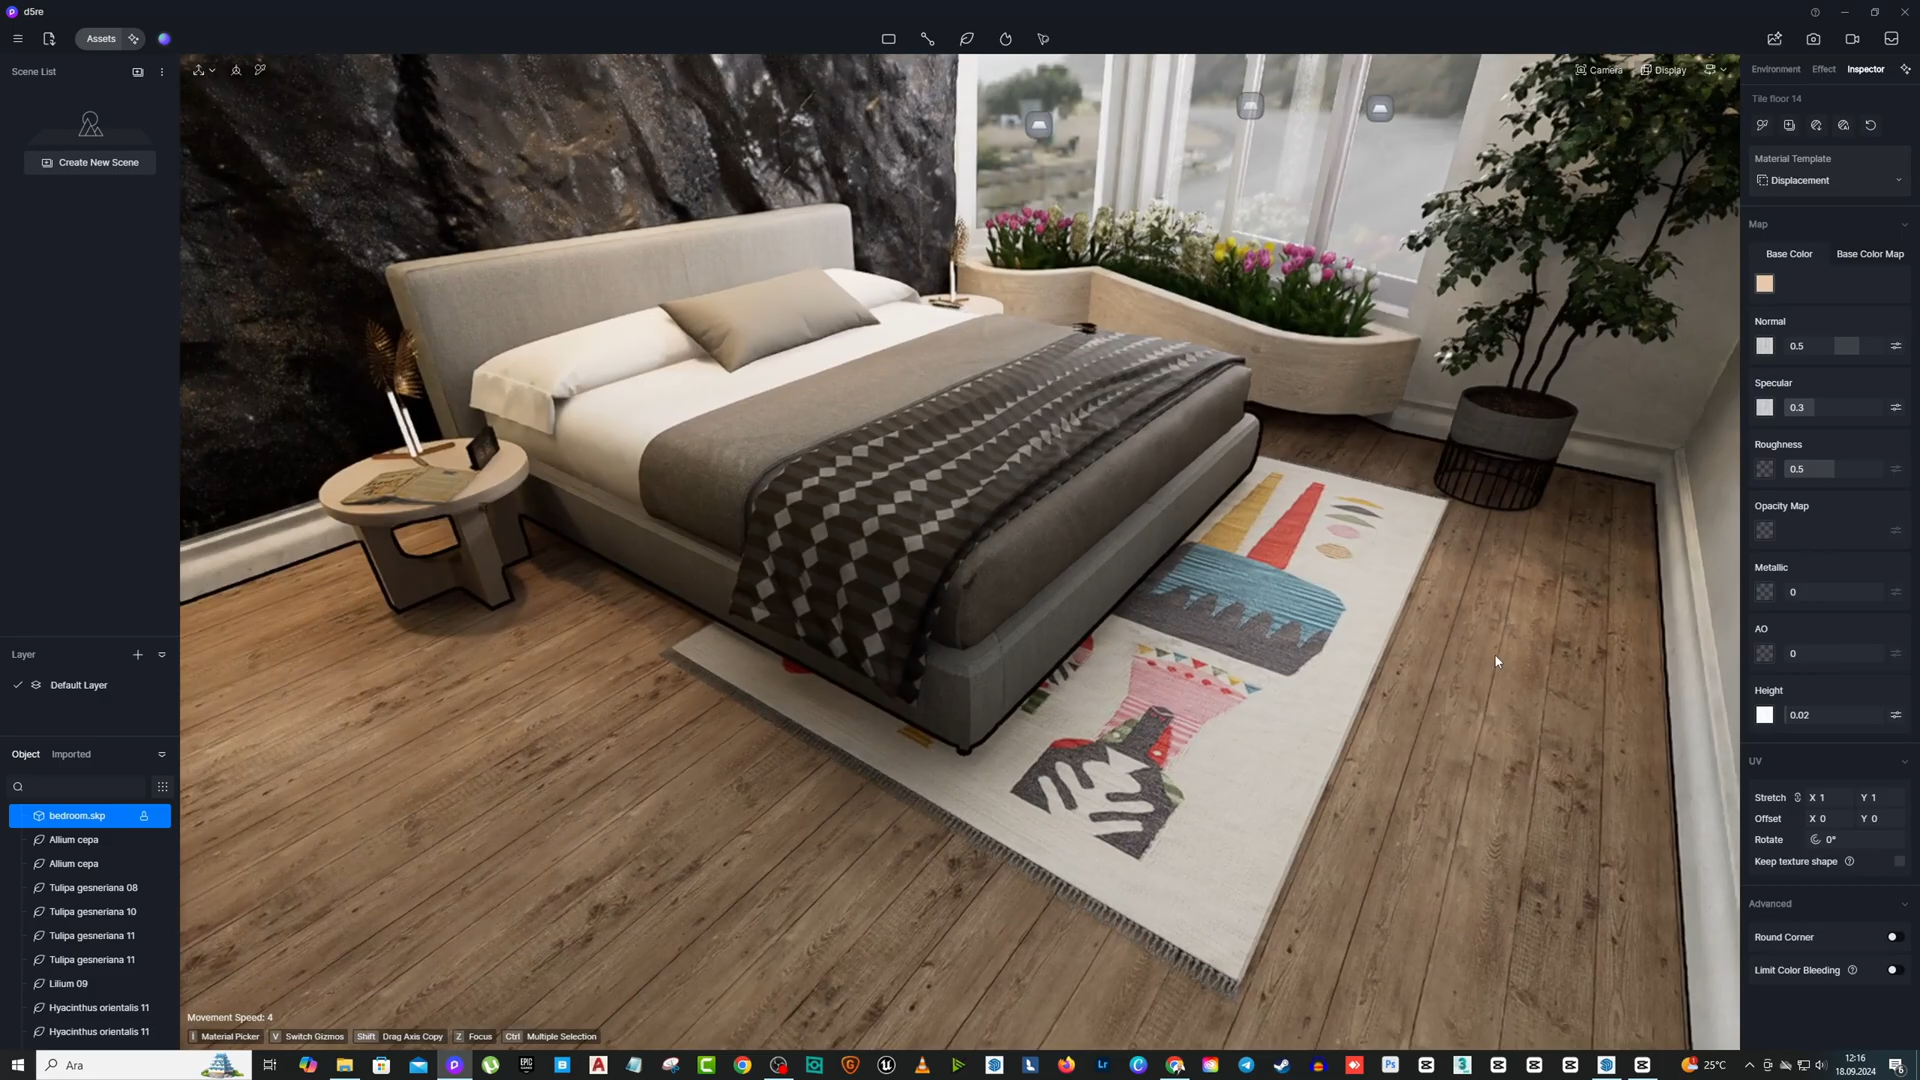 d5re
Assets
Scene List
Create New Scene
Layer
Default Layer
Object
Imported
bedroom.skp
Allium cepa
Allium cepa
Tulipa gesneriana 08
Tulipa gesneriana 10
Tulipa gesneriana 11
Tulipa gesneriana 11
Lilium 09
Hyacinthus orientalis 11
Hyacinthus orientalis 11
Camera
Display
Movement Speed: 4
I Material Picker V Switch Gizmos Shift Drag Axis Copy Z Focus Ctrl Multiple Selection
Environment Effect Inspector
Tile floor 14
Material Template
Displacement
Map
Base Color Base Color Map
Normal
0.5
Specular
0.3
Roughness
0.5
Opacity Map
Metallic
0
AO
0
Height
0.02
UV
Stretch X 1 Y 1
Offset X 0 Y 0
Rotate 0°
Keep texture shape
Advanced
Round Corner
Limit Color Bleeding
Ara
25°C
12:16
18.09.2024